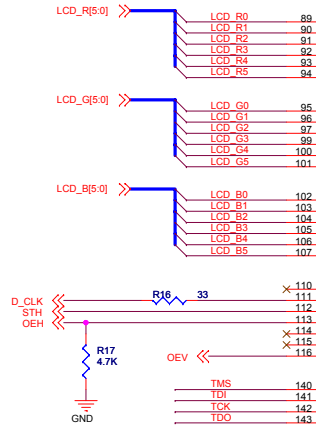 LCD_R[5:0]
LCD_R0 89
LCD_R1 90
LCD_R2 91
LCD_R3 92
LCD_R4 93
LCD_R5 94
LCD_G[5:0]
LCD_G0 95
LCD_G1 96
LCD_G2 97
LCD_G3 99
LCD_G4 100
LCD_G5 101
LCD_B[5:0]
LCD_B0 102
LCD_B1 103
LCD_B2 104
LCD_B3 105
LCD_B4 106
LCD_B5 107
110
D_CLK R16 33 111
STH 112
OEH 113
114
115
R17
4.7K
OEV 116
GND
TMS 140
TDI 141
TCK 142
TDO 143